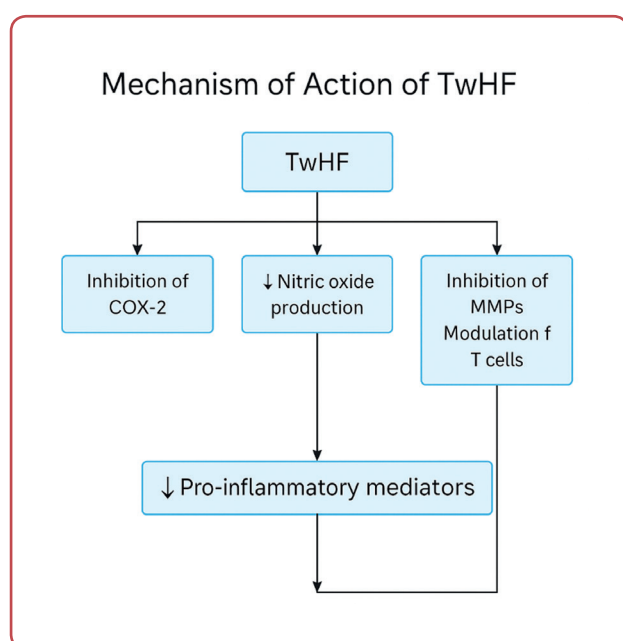 Mechanism of Action of TwHF
TwHF
Inhibition of
COX-2
↓ Nitric oxide
production
Inhibition of
MMPs
Modulation f
T cells
↓ Pro-inflammatory mediators